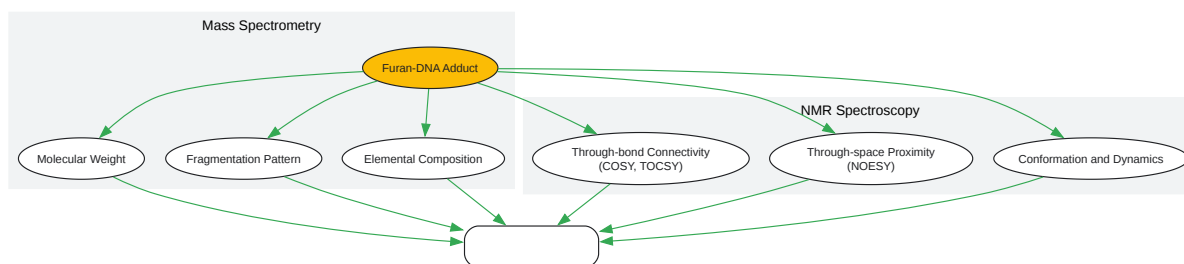 Mass Spectrometry
Furan-DNA Adduct
NMR Spectroscopy
Molecular Weight
Fragmentation Pattern
Elemental Composition
Through-bond Connectivity
(COSY, TOCSY)
Through-space Proximity
(NOESY)
Conformation and Dynamics